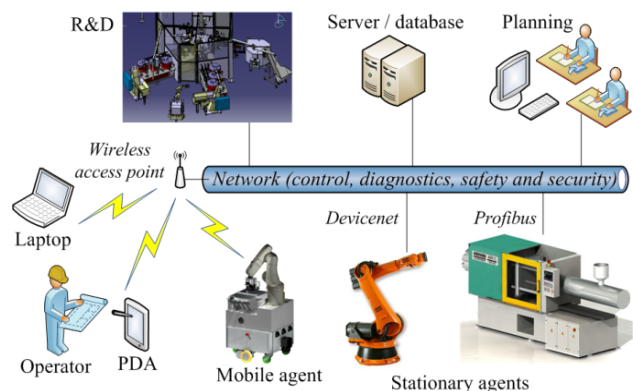 R&D
Server / database
Planning
Wireless
access point
Network (control, diagnostics, safety and security)
Laptop
Devicenet
Profibus
Operator
PDA
Mobile agent
Stationary agents